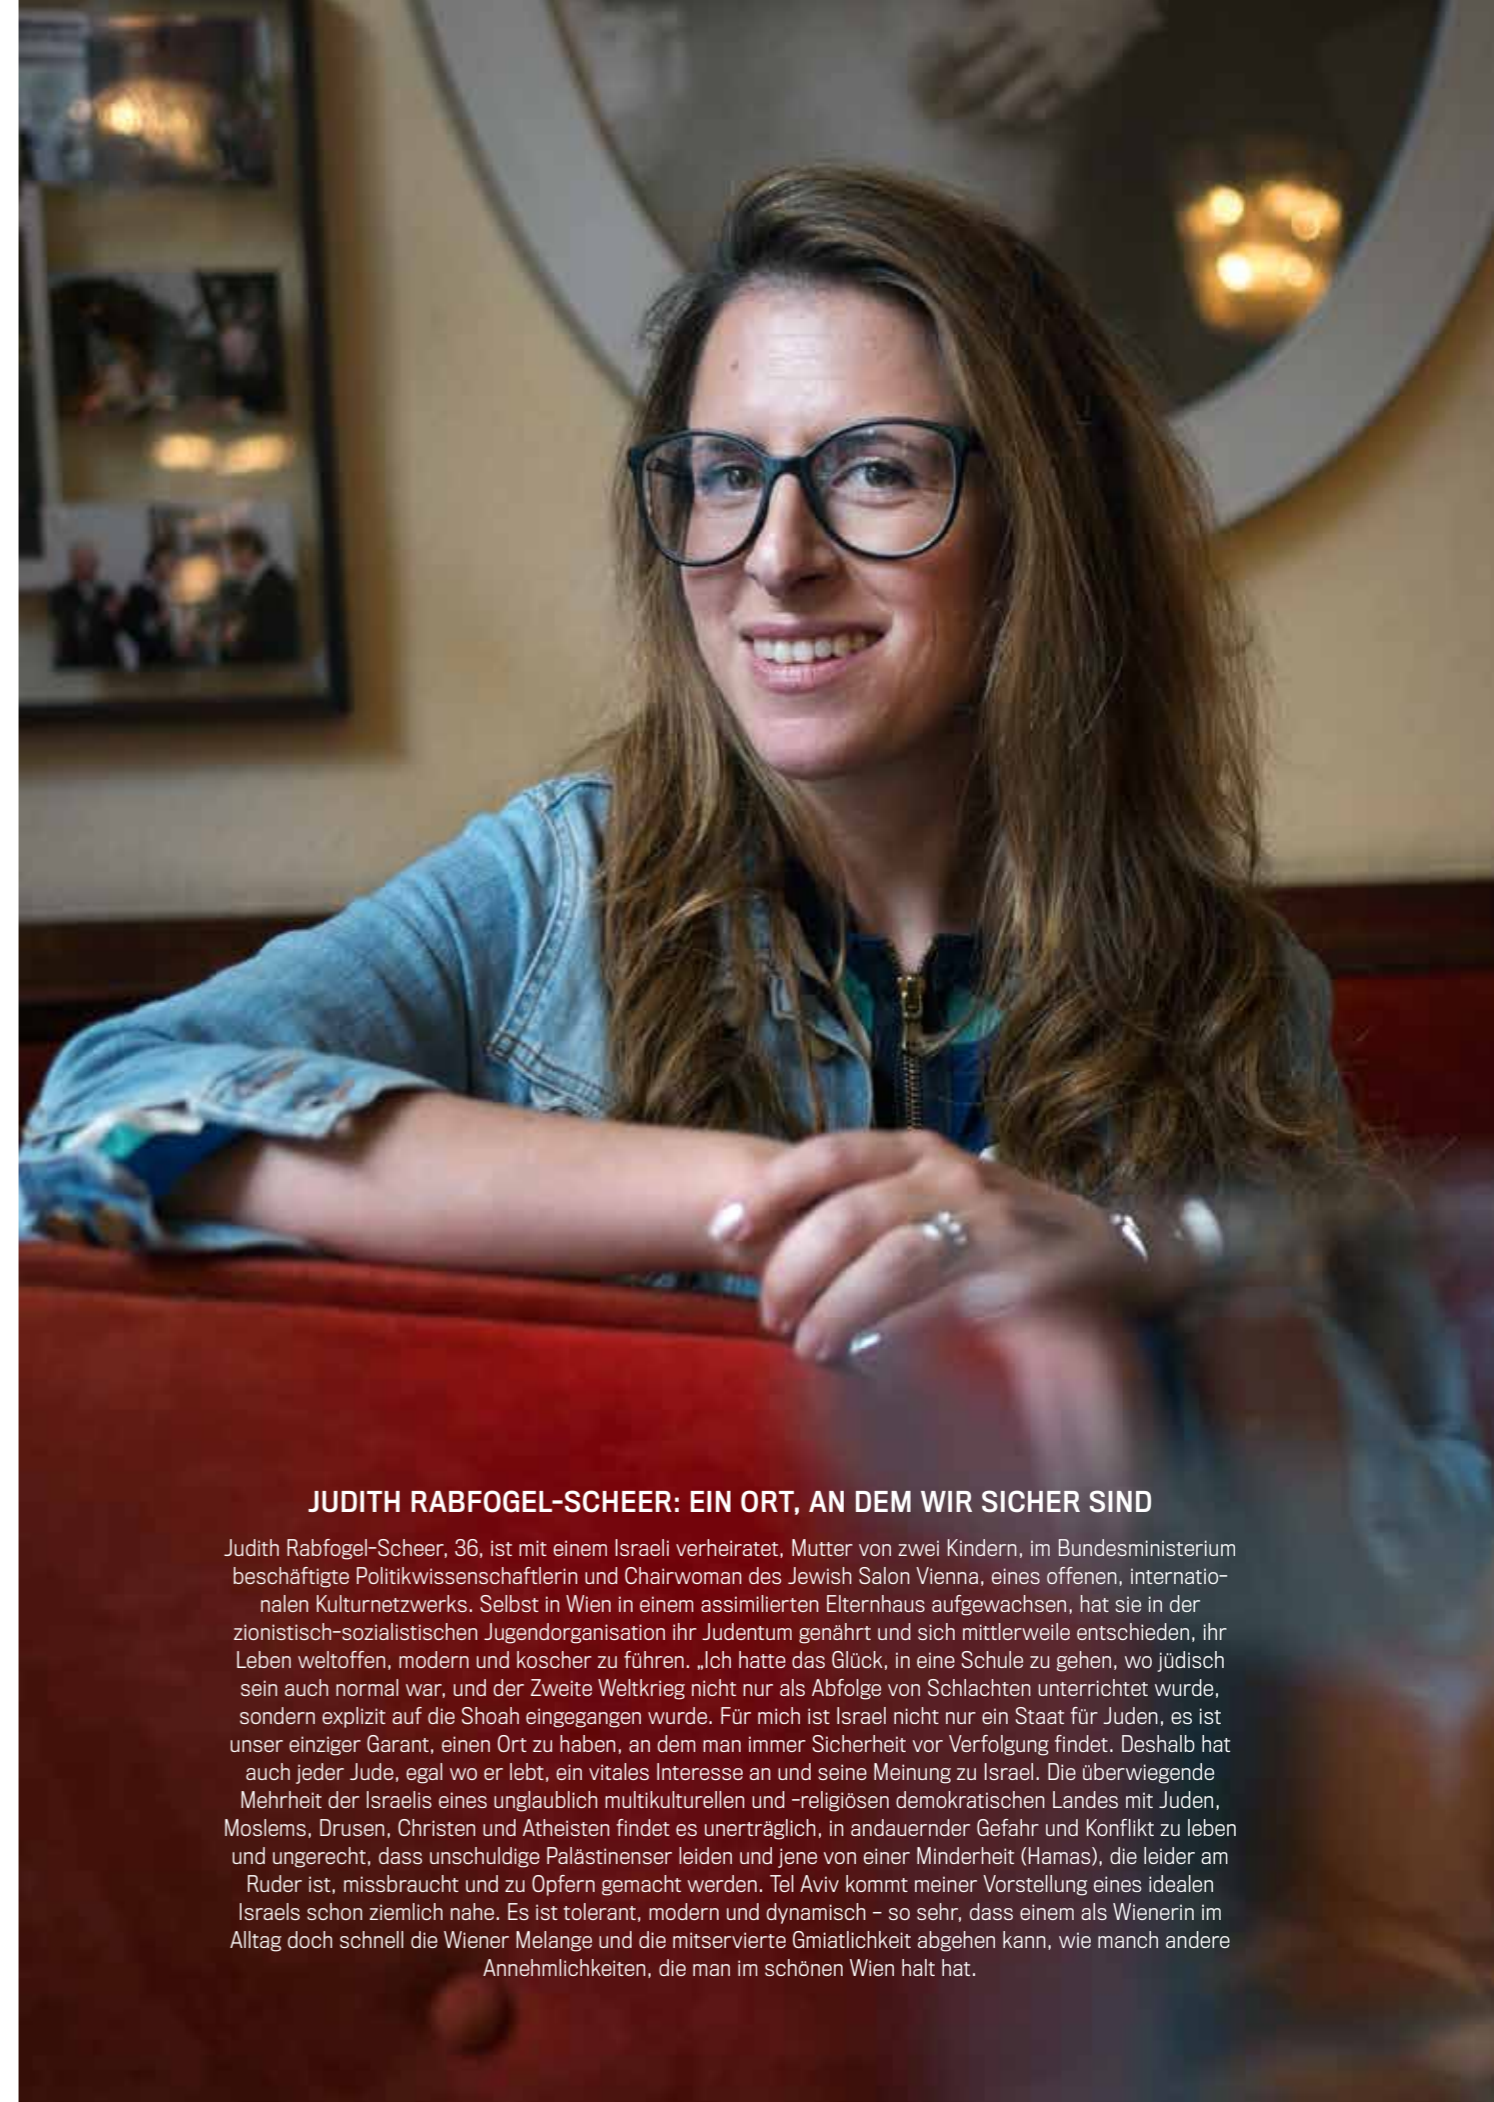 JUDITH RABFOGEL-SCHEER: EIN ORT, AN DEM WIR SICHER SIND
Judith Rabfogel-Scheer, 36, ist mit einem Israeli verheiratet, Mutter von zwei Kindern, im Bundesministerium
beschäftigte Politikwissenschaftlerin und Chairwoman des Jewish Salon Vienna, eines offenen, internatio-
nalen Kulturnetzwerks. Selbst in Wien in einem assimilierten Elternhaus aufgewachsen, hat sie in der
zionistisch-sozialistischen Jugendorganisation ihr Judentum genährt und sich mittlerweile entschieden, ihr
Leben weltoffen, modern und koscher zu führen. „Ich hatte das Glück, in eine Schule zu gehen, wo jüdisch
sein auch normal war, und der Zweite Weltkrieg nicht nur als Abfolge von Schlachten unterrichtet wurde,
sondern explizit auf die Shoah eingegangen wurde. Für mich ist Israel nicht nur ein Staat für Juden, es ist
unser einziger Garant, einen Ort zu haben, an dem man immer Sicherheit vor Verfolgung findet. Deshalb hat
auch jeder Jude, egal wo er lebt, ein vitales Interesse an und seine Meinung zu Israel. Die überwiegende
Mehrheit der Israelis eines unglaublich multikulturellen und -religiösen demokratischen Landes mit Juden,
Moslems, Drusen, Christen und Atheisten findet es unerträglich, in andauernder Gefahr und Konflikt zu leben
und ungerecht, dass unschuldige Palästinenser leiden und jene von einer Minderheit (Hamas), die leider am
Ruder ist, missbraucht und zu Opfern gemacht werden. Tel Aviv kommt meiner Vorstellung eines idealen
Israels schon ziemlich nahe. Es ist tolerant, modern und dynamisch – so sehr, dass einem als Wienerin im
Alltag doch schnell die Wiener Melange und die mitservierte Gmiatlichkeit abgehen kann, wie manch andere
Annehmlichkeiten, die man im schönen Wien halt hat.